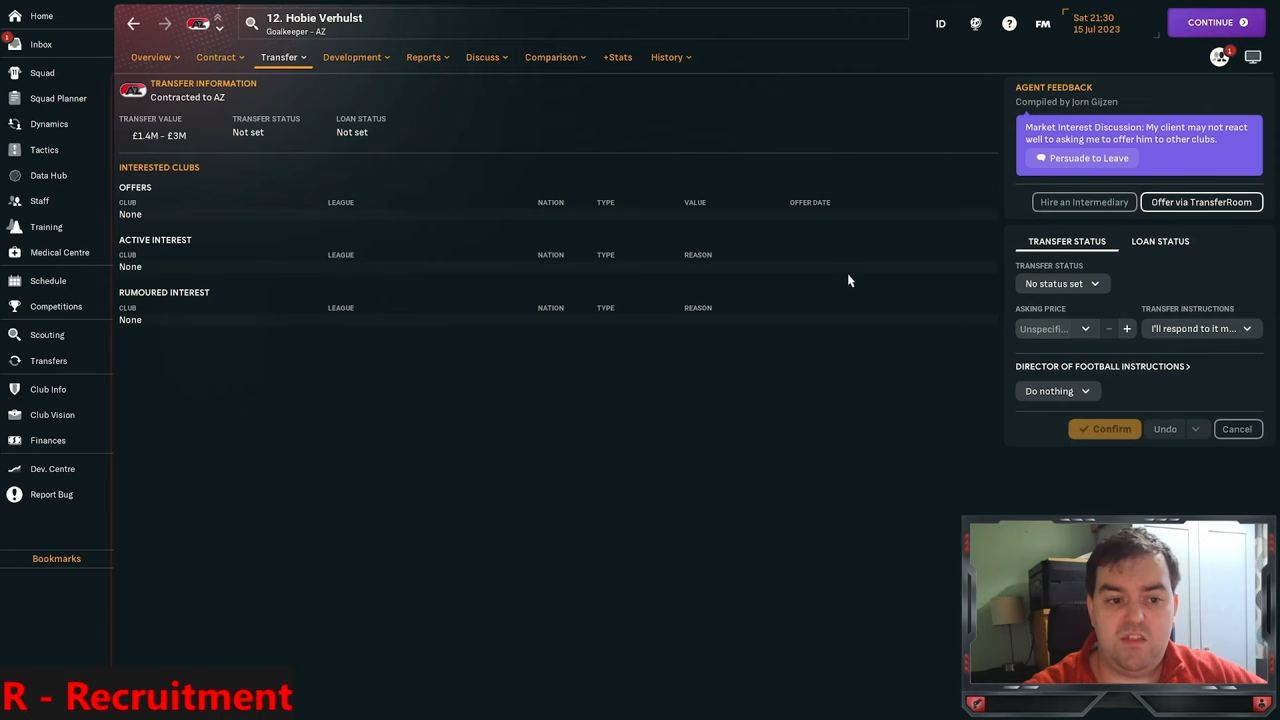 Home
1
Inbox
Squad
Squad Planner
Dynamics
Tactics
Data Hub
Staff
Training
Medical Centre
Schedule
Competitions
Scouting
Transfers
Club Info
Club Vision
Finances
Dev. Centre
Report Bug
Bookmarks
AZ
12. Hobie Verhulst
Goalkeeper - AZ
ID
?
FM
Sat 21:30
15 Jul 2023
CONTINUE
Overview
Contract
Transfer
Development
Reports
Discuss
Comparison
+Stats
History
1
AZ
TRANSFER INFORMATION
Contracted to AZ
TRANSFER VALUE
TRANSFER STATUS
LOAN STATUS
£1.4M - £3M
Not set
Not set
INTERESTED CLUBS
OFFERS
CLUB
LEAGUE
NATION
TYPE
VALUE
OFFER DATE
None
ACTIVE INTEREST
CLUB
LEAGUE
NATION
TYPE
REASON
None
RUMOURED INTEREST
CLUB
LEAGUE
NATION
TYPE
REASON
None
AGENT FEEDBACK
Compiled by Jorn Gijzen
Market Interest Discussion: My client may not react
well to asking me to offer him to other clubs.
Persuade to Leave
Hire an Intermediary
Offer via TransferRoom
TRANSFER STATUS
LOAN STATUS
TRANSFER STATUS
No status set
ASKING PRICE
TRANSFER INSTRUCTIONS
Unspecifi...
- +
I'll respond to it m...
DIRECTOR OF FOOTBALL INSTRUCTIONS >
Do nothing
Confirm
Undo
Cancel
R - Recruitment